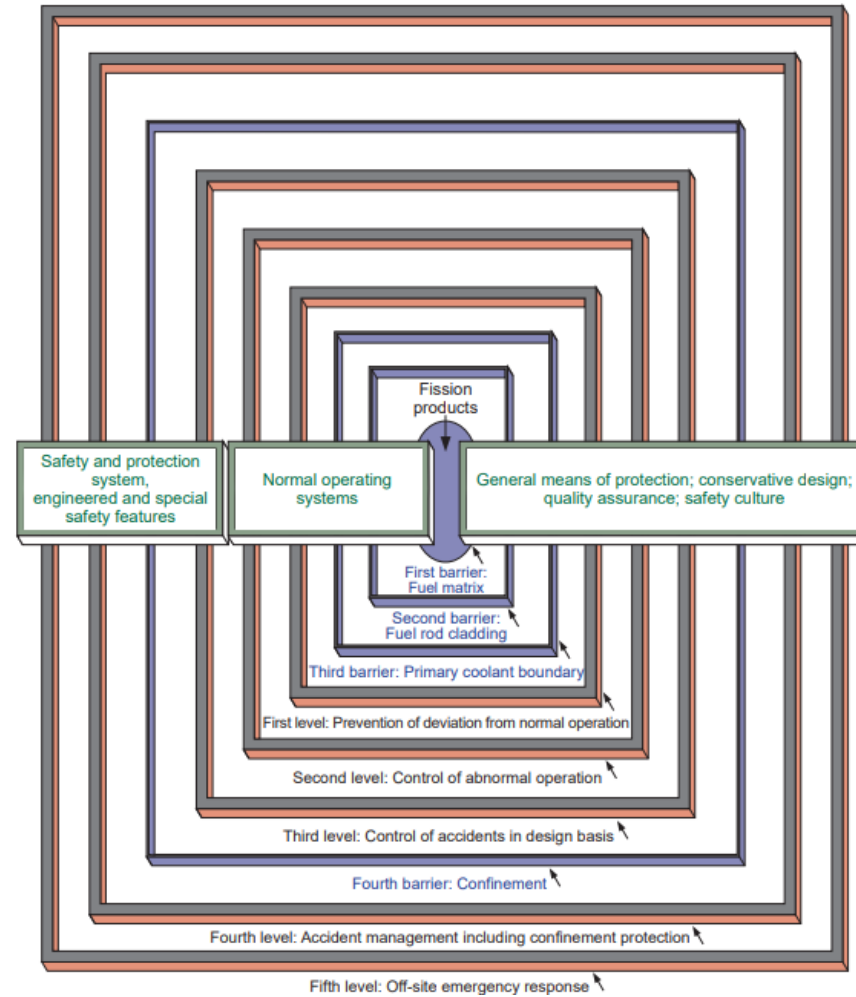 Fission
products
Safety and protection
system,
engineered and special
safety features
Normal operating
systems
General means of protection; conservative design;
quality assurance; safety culture
First barrier:
Fuel matrix
Second barrier:
Fuel rod cladding
Third barrier: Primary coolant boundary
First level: Prevention of deviation from normal operation
Second level: Control of abnormal operation
Third level: Control of accidents in design basis
Fourth barrier: Confinement
Fourth level: Accident management including confinement protection
Fifth level: Off-site emergency response